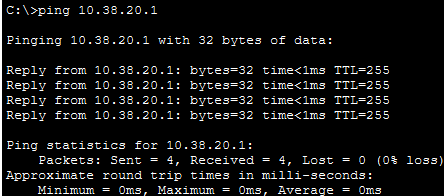 C:\>ping 10.38.20.1
Pinging 10.38.20.1 with 32 bytes of data:
Reply from 10.38.20.1: bytes=32 time<1ms TTL=255
Reply from 10.38.20.1: bytes=32 time<1ms TTL=255
Reply from 10.38.20.1: bytes=32 time<1ms TTL=255
Reply from 10.38.20.1: bytes=32 time<1ms TTL=255
Ping statistics for 10.38.20.1:
    Packets: Sent = 4, Received = 4, Lost = 0 (0% loss)
Approximate round trip times in milli-seconds:
    Minimum = 0ms, Maximum = 0ms, Average = 0ms